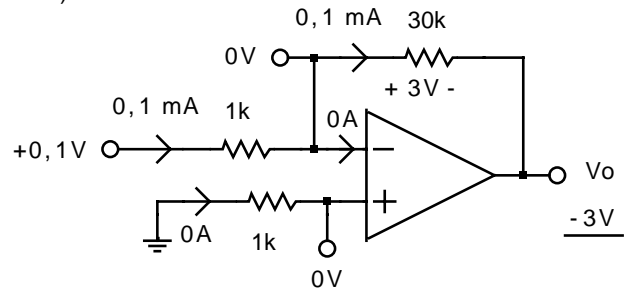 )
0,1 mA 30k
0V
+ 3V -
0,1 mA 1k
0A
+0,1V
−
+
Vo
-3V
0A 1k
0V